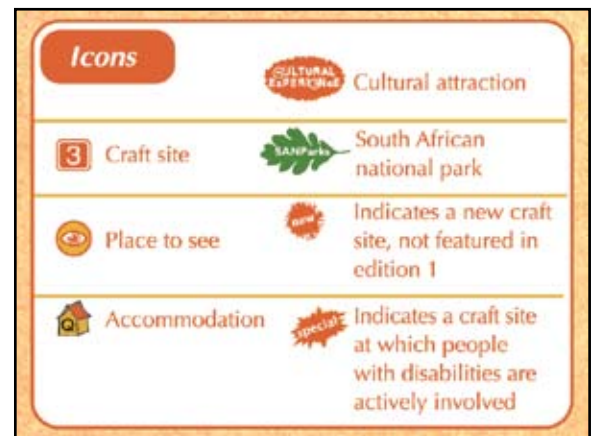 Icons
CULTURAL
EXPERIENCE
Cultural attraction
3
Craft site
SANParks
South African
national park
Place to see
new
Indicates a new craft
site, not featured in
edition 1
Q
Accommodation
special
Indicates a craft site
at which people
with disabilities are
actively involved